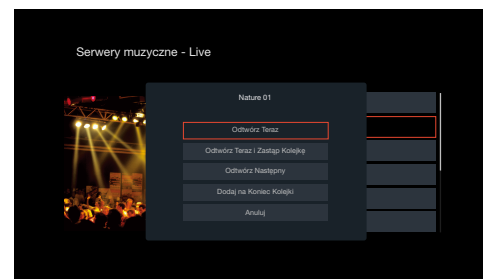 Serwery muzyczne - Live
Nature 01
Odtwórz Teraz
Odtwórz Teraz i Zastąp Kolejkę
Odtwórz Następny
Dodaj na Koniec Kolejki
Anuluj